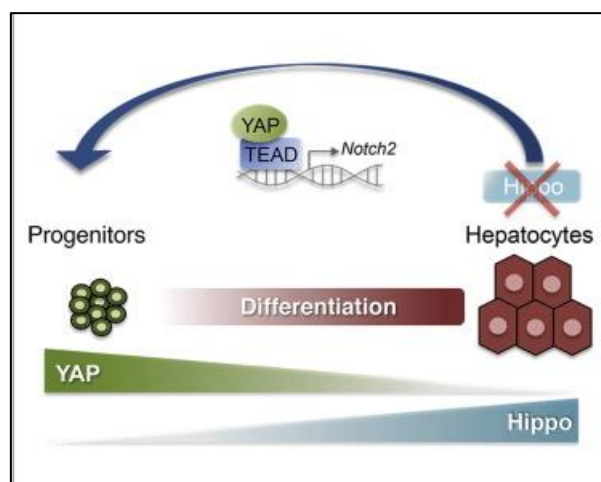 YAP
TEAD
Notch2
Hippo
Progenitors
Hepatocytes
Differentiation
YAP
Hippo